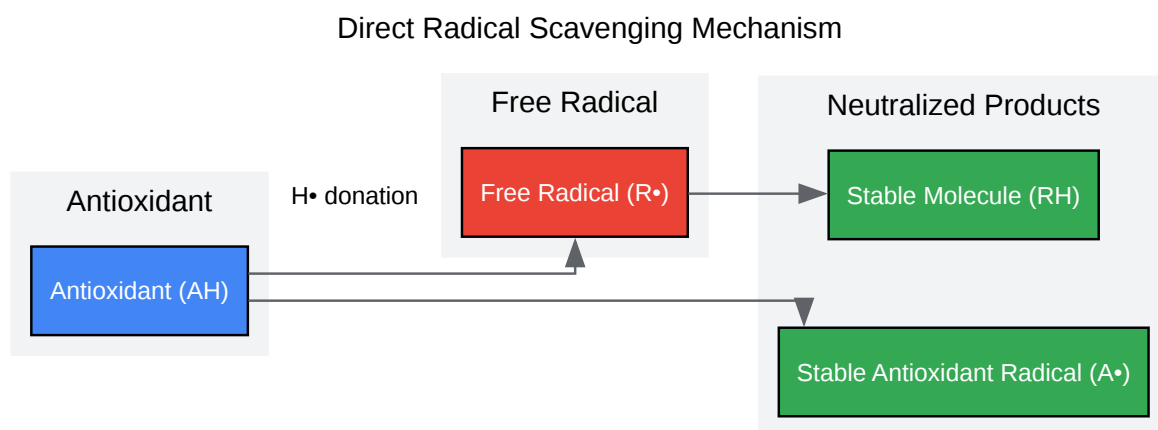 Direct Radical Scavenging Mechanism
Free Radical
Neutralized Products
Free Radical (R•)
Stable Molecule (RH)
Antioxidant
H• donation
Antioxidant (AH)
Stable Antioxidant Radical (A•)